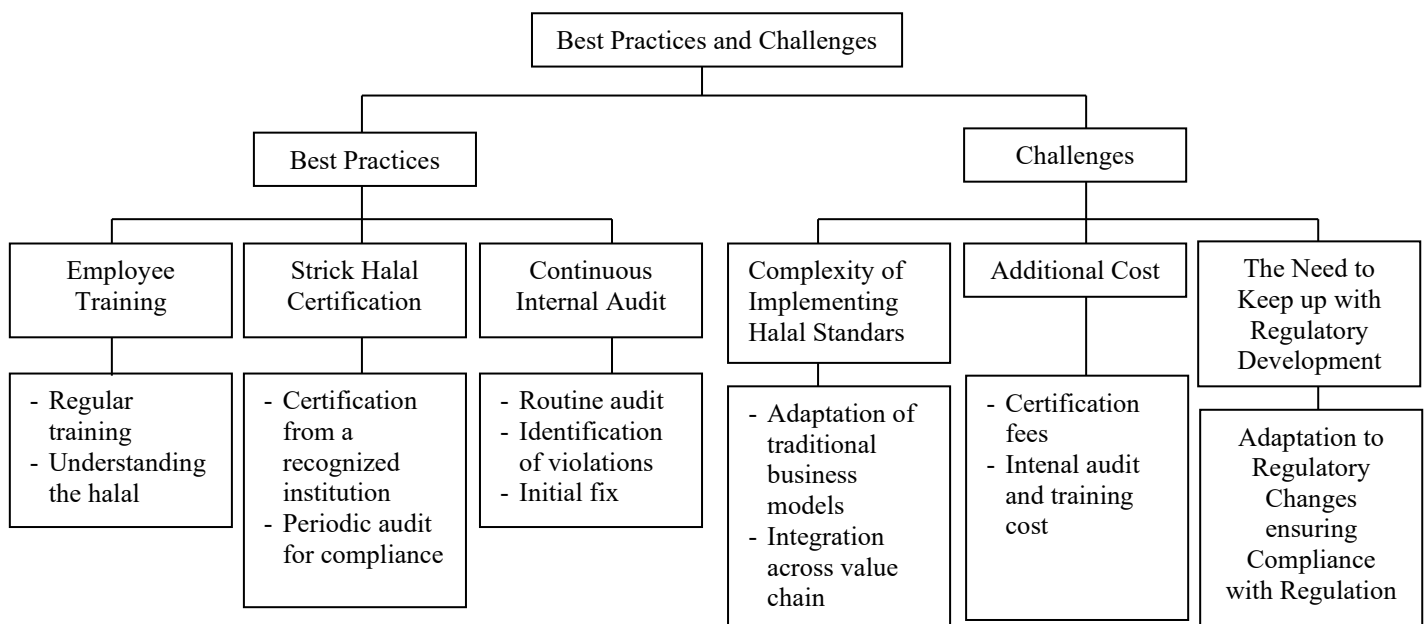 Best Practices and Challenges
Best Practices
Challenges
Employee
Training
Strick Halal
Certification
Continuous
Internal Audit
Complexity of
Implementing
Halal Standars
Additional Cost
The Need to
Keep up with
Regulatory
Development
- Regular
training
- Understanding
the halal
- Certification
from a
recognized
institution
- Periodic audit
for compliance
- Routine audit
- Identification
of violations
- Initial fix
- Adaptation of
traditional
business
models
- Integration
across value
chain
- Certification
fees
- Intenal audit
and training
cost
Adaptation to
Regulatory
Changes
ensuring
Compliance
with Regulation